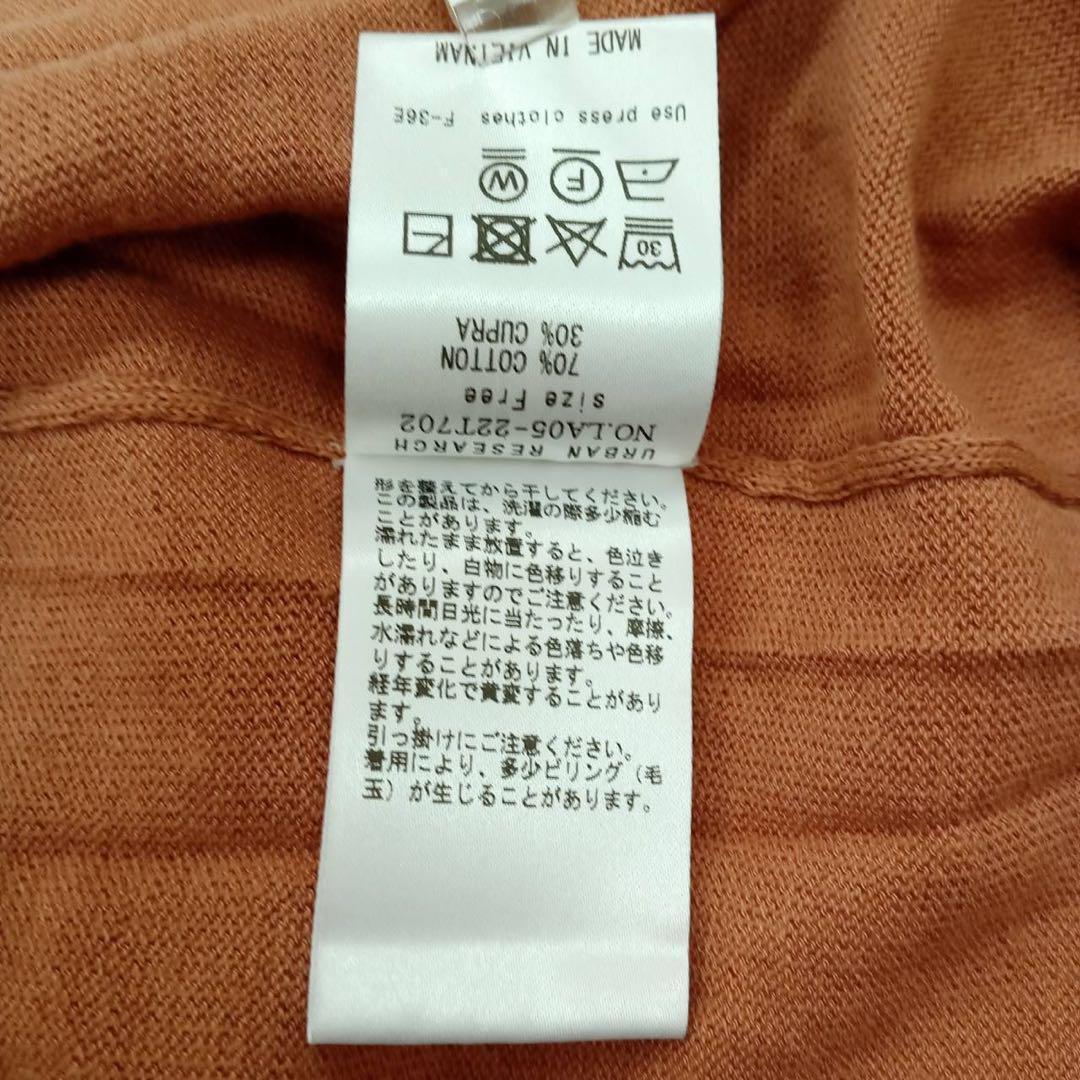 URBAN RESEARCH
NO.LA05-22T702
size Free
70% COTTON
30% CUPRA
30
F
W
Use press clothes F-36E
MADE IN VIETNAM
形を整えてから干してください。
この製品は、洗濯の際多少縮む
ことがあります。
濡れたまま放置すると、色泣き
したり、白物に色移りすること
がありますのでご注意ください。
長時間日光に当たったり、摩擦、
水濡れなどによる色落ちや色移
りすることがあります。
経年変化で黄変することがあり
ます。
引っ掛けにご注意ください。
着用により、多少ピリング（毛
玉）が生じることがあります。